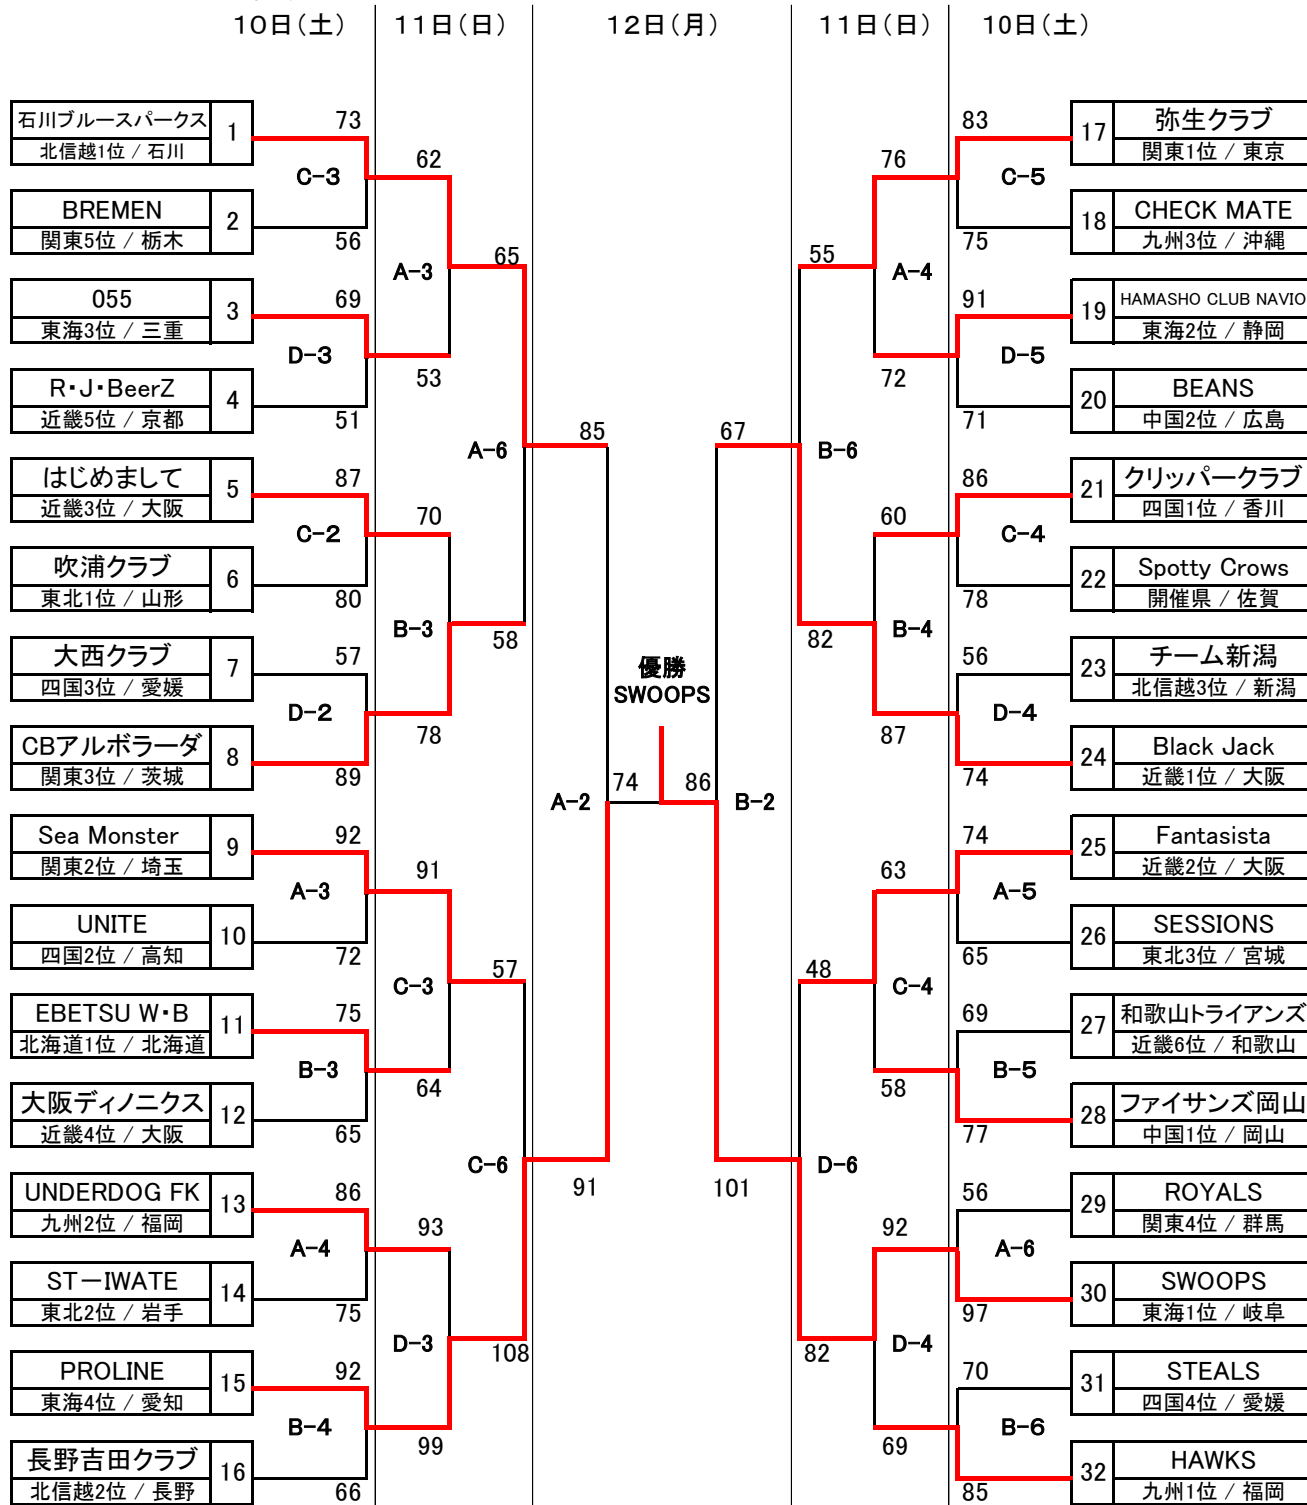 10日(土)
11日(日)
12日(月)
11日(日)
10日(土)
石川ブルースパークス
1
北信越1位 / 石川
73
C-3
62
BREMEN
2
関東5位 / 栃木
56
A-3
65
055
3
東海3位 / 三重
69
D-3
53
R・J・BeerZ
4
近畿5位 / 京都
51
A-6
85
はじめまして
5
近畿3位 / 大阪
87
C-2
70
吹浦クラブ
6
東北1位 / 山形
80
B-3
58
大西クラブ
7
四国3位 / 愛媛
57
D-2
78
CBアルボラーダ
8
関東3位 / 茨城
89
A-2
74
Sea Monster
9
関東2位 / 埼玉
92
A-3
91
UNITE
10
四国2位 / 高知
72
C-3
57
EBETSU W・B
11
北海道1位 / 北海道
75
B-3
64
大阪ディノニクス
12
近畿4位 / 大阪
65
C-6
91
UNDERDOG FK
13
九州2位 / 福岡
86
A-4
93
ST-IWATE
14
東北2位 / 岩手
75
D-3
108
PROLINE
15
東海4位 / 愛知
92
B-4
99
長野吉田クラブ
16
北信越2位 / 長野
66
優勝
SWOOPS
83
17
弥生クラブ
関東1位 / 東京
76
C-5
18
CHECK MATE
九州3位 / 沖縄
75
55
A-4
91
19
HAMASHO CLUB NAVIO
東海2位 / 静岡
72
D-5
20
BEANS
中国2位 / 広島
71
67
B-6
86
21
クリッパークラブ
四国1位 / 香川
60
C-4
22
Spotty Crows
開催県 / 佐賀
78
82
B-4
56
23
チーム新潟
北信越3位 / 新潟
87
D-4
24
Black Jack
近畿1位 / 大阪
74
86
B-2
74
25
Fantasista
近畿2位 / 大阪
63
A-5
26
SESSIONS
東北3位 / 宮城
65
48
C-4
69
27
和歌山トライアンズ
近畿6位 / 和歌山
58
B-5
28
ファイサンズ岡山
中国1位 / 岡山
77
101
D-6
56
29
ROYALS
関東4位 / 群馬
92
A-6
30
SWOOPS
東海1位 / 岐阜
97
82
D-4
70
31
STEALS
四国4位 / 愛媛
69
B-6
32
HAWKS
九州1位 / 福岡
85